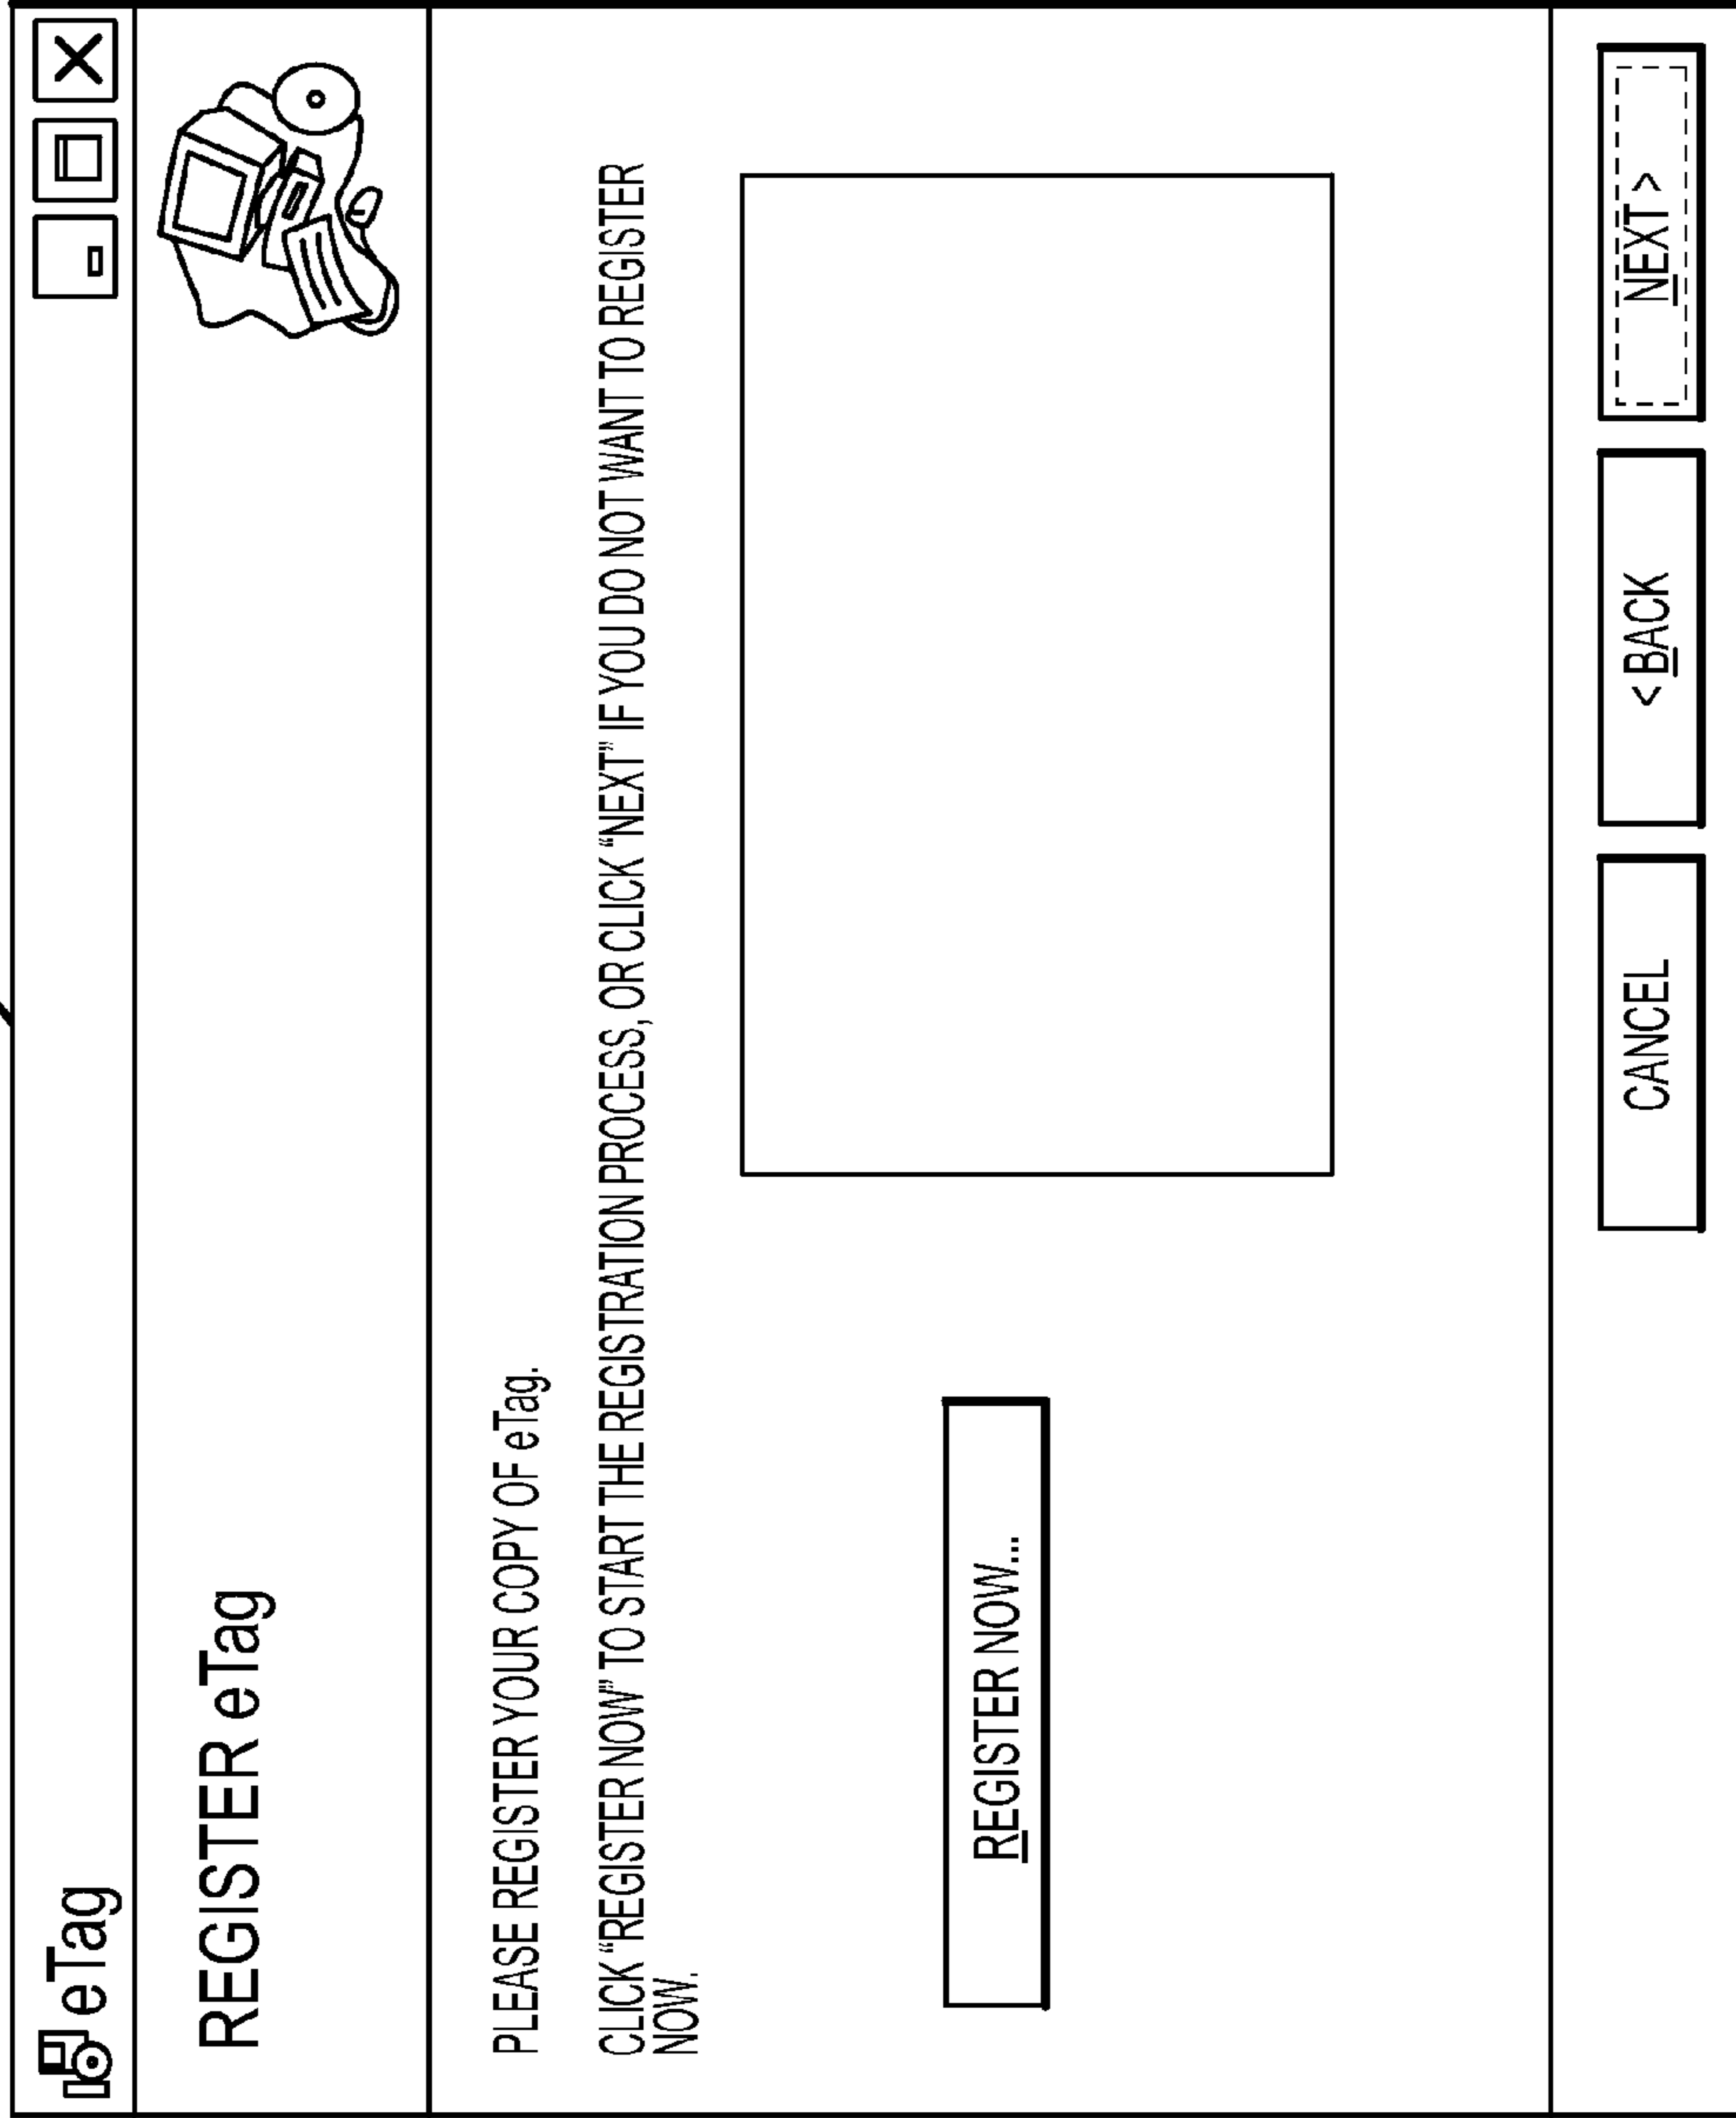 eTag
REGISTER eTag
PLEASE REGISTER YOUR COPY OF eTag.
CLICK “REGISTER NOW” TO START THE REGISTRATION PROCESS, OR CLICK “NEXT” IF YOU DO NOT WANT TO REGISTER
NOW.
REGISTER NOW...
CANCEL
< BACK
NEXT >